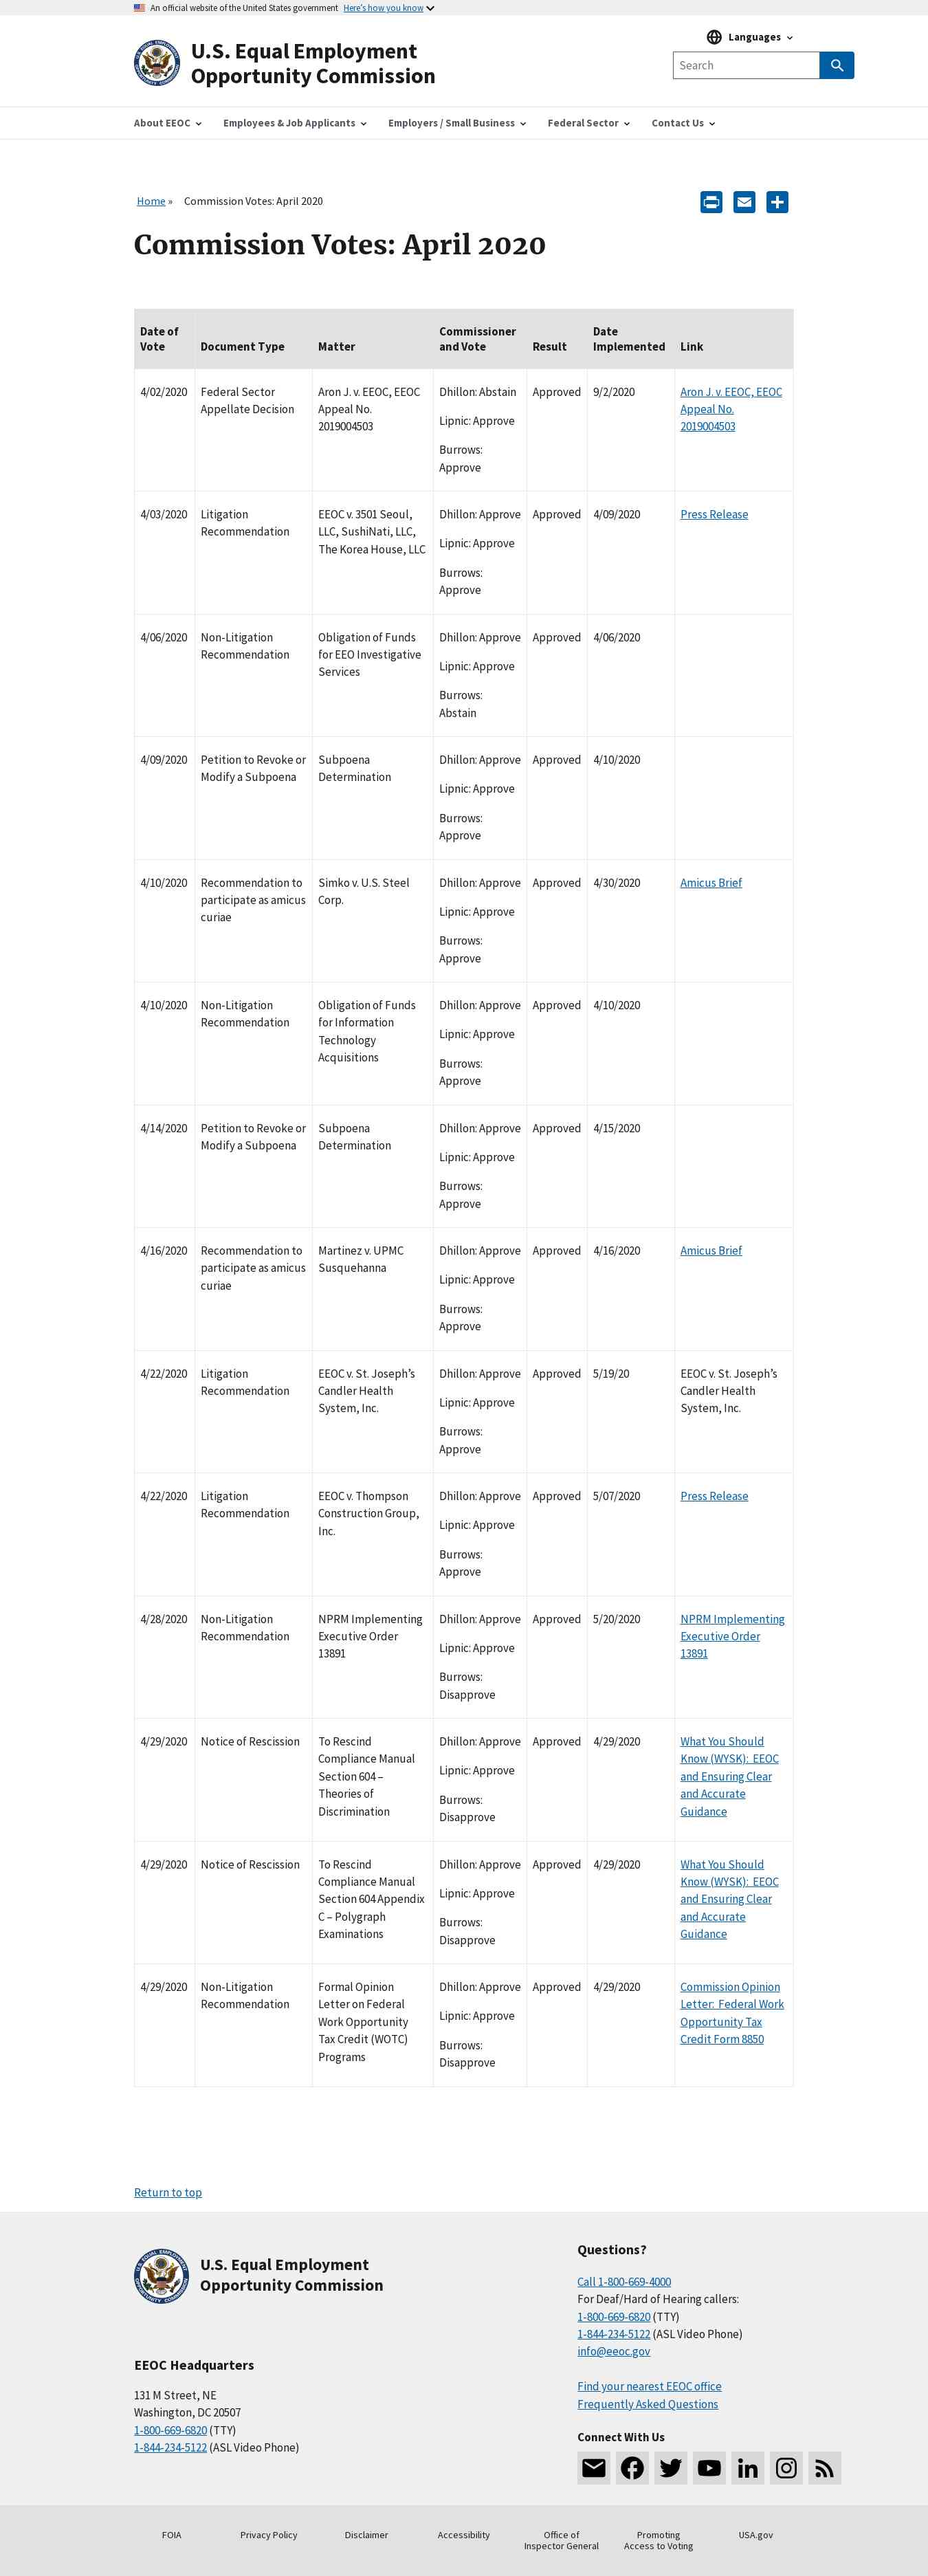 An official website of the United States government Here's how you know
Languages
U.S. Equal Employment
Opportunity Commission
Search
About EEOC
Employees & Job Applicants
Employers / Small Business
Federal Sector
Contact Us
Home » Commission Votes: April 2020
Commission Votes: April 2020
Date of
Vote
Document Type
Matter
Commissioner
and Vote
Result
Date
Implemented
Link
4/02/2020
Federal Sector
Appellate Decision
Aron J. v. EEOC, EEOC
Appeal No.
2019004503
Dhillon: Abstain
Lipnic: Approve
Burrows:
Approve
Approved
9/2/2020
Aron J. v. EEOC, EEOC
Appeal No.
2019004503
4/03/2020
Litigation
Recommendation
EEOC v. 3501 Seoul,
LLC, SushiNati, LLC,
The Korea House, LLC
Dhillon: Approve
Lipnic: Approve
Burrows:
Approve
Approved
4/09/2020
Press Release
4/06/2020
Non-Litigation
Recommendation
Obligation of Funds
for EEO Investigative
Services
Dhillon: Approve
Lipnic: Approve
Burrows:
Abstain
Approved
4/06/2020
4/09/2020
Petition to Revoke or
Modify a Subpoena
Subpoena
Determination
Dhillon: Approve
Lipnic: Approve
Burrows:
Approve
Approved
4/10/2020
4/10/2020
Recommendation to
participate as amicus
curiae
Simko v. U.S. Steel
Corp.
Dhillon: Approve
Lipnic: Approve
Burrows:
Approve
Approved
4/30/2020
Amicus Brief
4/10/2020
Non-Litigation
Recommendation
Obligation of Funds
for Information
Technology
Acquisitions
Dhillon: Approve
Lipnic: Approve
Burrows:
Approve
Approved
4/10/2020
4/14/2020
Petition to Revoke or
Modify a Subpoena
Subpoena
Determination
Dhillon: Approve
Lipnic: Approve
Burrows:
Approve
Approved
4/15/2020
4/16/2020
Recommendation to
participate as amicus
curiae
Martinez v. UPMC
Susquehanna
Dhillon: Approve
Lipnic: Approve
Burrows:
Approve
Approved
4/16/2020
Amicus Brief
4/22/2020
Litigation
Recommendation
EEOC v. St. Joseph’s
Candler Health
System, Inc.
Dhillon: Approve
Lipnic: Approve
Burrows:
Approve
Approved
5/19/20
EEOC v. St. Joseph’s
Candler Health
System, Inc.
4/22/2020
Litigation
Recommendation
EEOC v. Thompson
Construction Group,
Inc.
Dhillon: Approve
Lipnic: Approve
Burrows:
Approve
Approved
5/07/2020
Press Release
4/28/2020
Non-Litigation
Recommendation
NPRM Implementing
Executive Order
13891
Dhillon: Approve
Lipnic: Approve
Burrows:
Disapprove
Approved
5/20/2020
NPRM Implementing
Executive Order
13891
4/29/2020
Notice of Rescission
To Rescind
Compliance Manual
Section 604 –
Theories of
Discrimination
Dhillon: Approve
Lipnic: Approve
Burrows:
Disapprove
Approved
4/29/2020
What You Should
Know (WYSK): EEOC
and Ensuring Clear
and Accurate
Guidance
4/29/2020
Notice of Rescission
To Rescind
Compliance Manual
Section 604 Appendix
C – Polygraph
Examinations
Dhillon: Approve
Lipnic: Approve
Burrows:
Disapprove
Approved
4/29/2020
What You Should
Know (WYSK): EEOC
and Ensuring Clear
and Accurate
Guidance
4/29/2020
Non-Litigation
Recommendation
Formal Opinion
Letter on Federal
Work Opportunity
Tax Credit (WOTC)
Programs
Dhillon: Approve
Lipnic: Approve
Burrows:
Disapprove
Approved
4/29/2020
Commission Opinion
Letter: Federal Work
Opportunity Tax
Credit Form 8850
Return to top
U.S. Equal Employment
Opportunity Commission
EEOC Headquarters
131 M Street, NE
Washington, DC 20507
1-800-669-6820 (TTY)
1-844-234-5122 (ASL Video Phone)
Questions?
Call 1-800-669-4000
For Deaf/Hard of Hearing callers:
1-800-669-6820 (TTY)
1-844-234-5122 (ASL Video Phone)
info@eeoc.gov
Find your nearest EEOC office
Frequently Asked Questions
Connect With Us
FOIA
Privacy Policy
Disclaimer
Accessibility
Office of
Inspector General
Promoting
Access to Voting
USA.gov